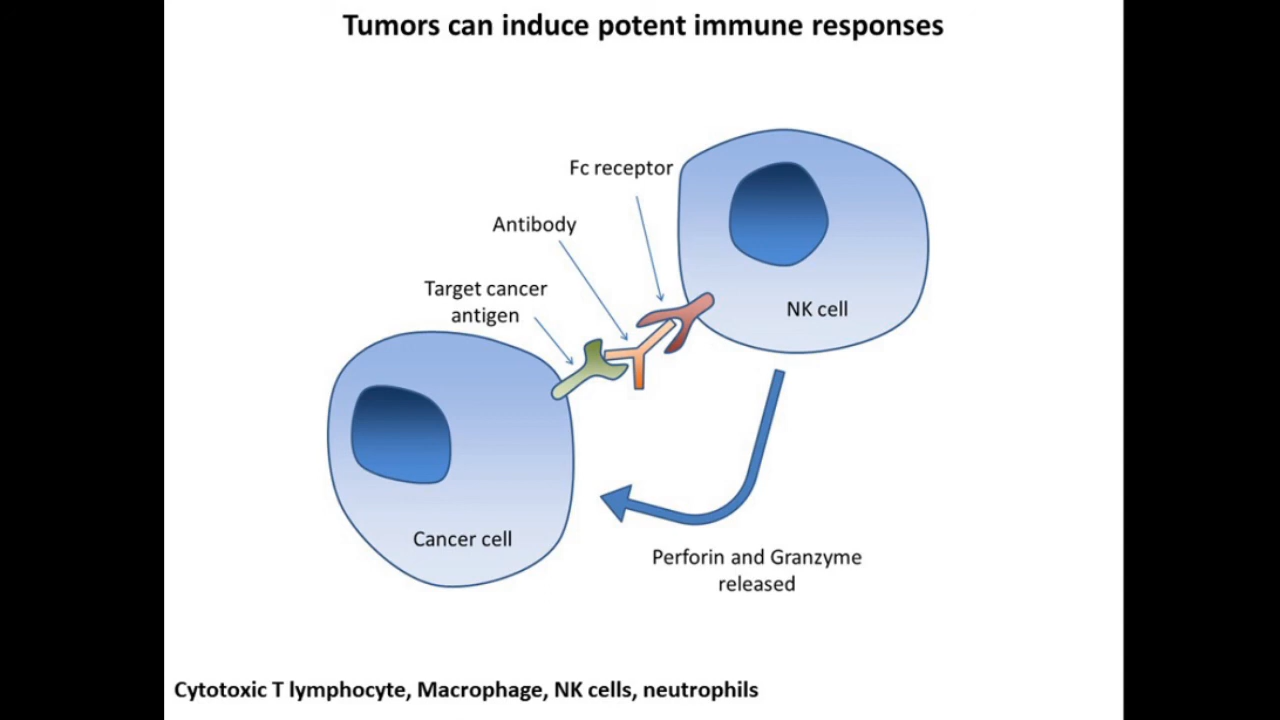 Tumors can induce potent immune responses
Fc receptor
Antibody
Target cancer
antigen
NK cell
Cancer cell
Perforin and Granzyme
released
Cytotoxic T lymphocyte, Macrophage, NK cells, neutrophils